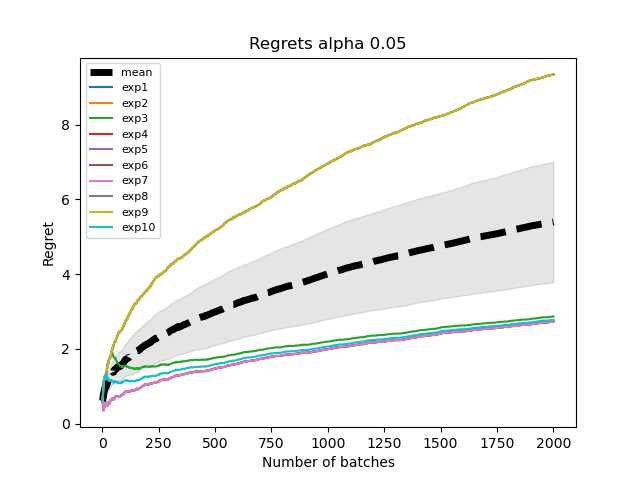 Regrets alpha 0.05
mean
exp1
exp2
exp3
exp4
exp5
exp6
exp7
exp8
exp9
exp10
Regret
8
6
4
2
0
0 250 500 750 1000 1250 1500 1750 2000
Number of batches